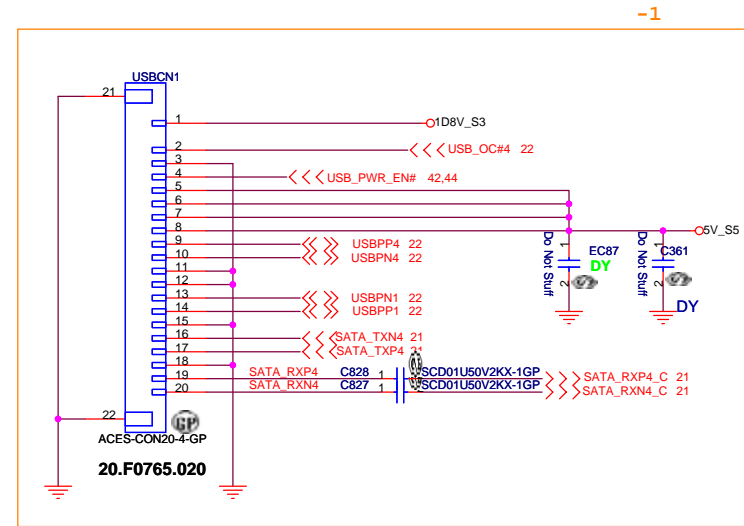 -1
USBCN1
21
1
1D8V_S3
2
USB_OC#4 22
3
4
USB_PWR_EN# 42,44
5
6
7
8
5V_S5
9
USBPP4 22
10
USBPN4 22
Do Not Stuff
1
2
EC87
DY
Do Not Stuff
1
2
C361
DY
11
12
13
USBPN1 22
14
USBPP1 22
15
16
SATA_TXN4 21
17
SATA_TXP4 21
18
19
SATA_RXP4
C828
1
SCD01U50V2KX-1GP
SATA_RXP4_C 21
20
SATA_RXN4
C827
1
SCD01U50V2KX-1GP
SATA_RXN4_C 21
22
GP
ACES-CON20-4-GP
20.F0765.020